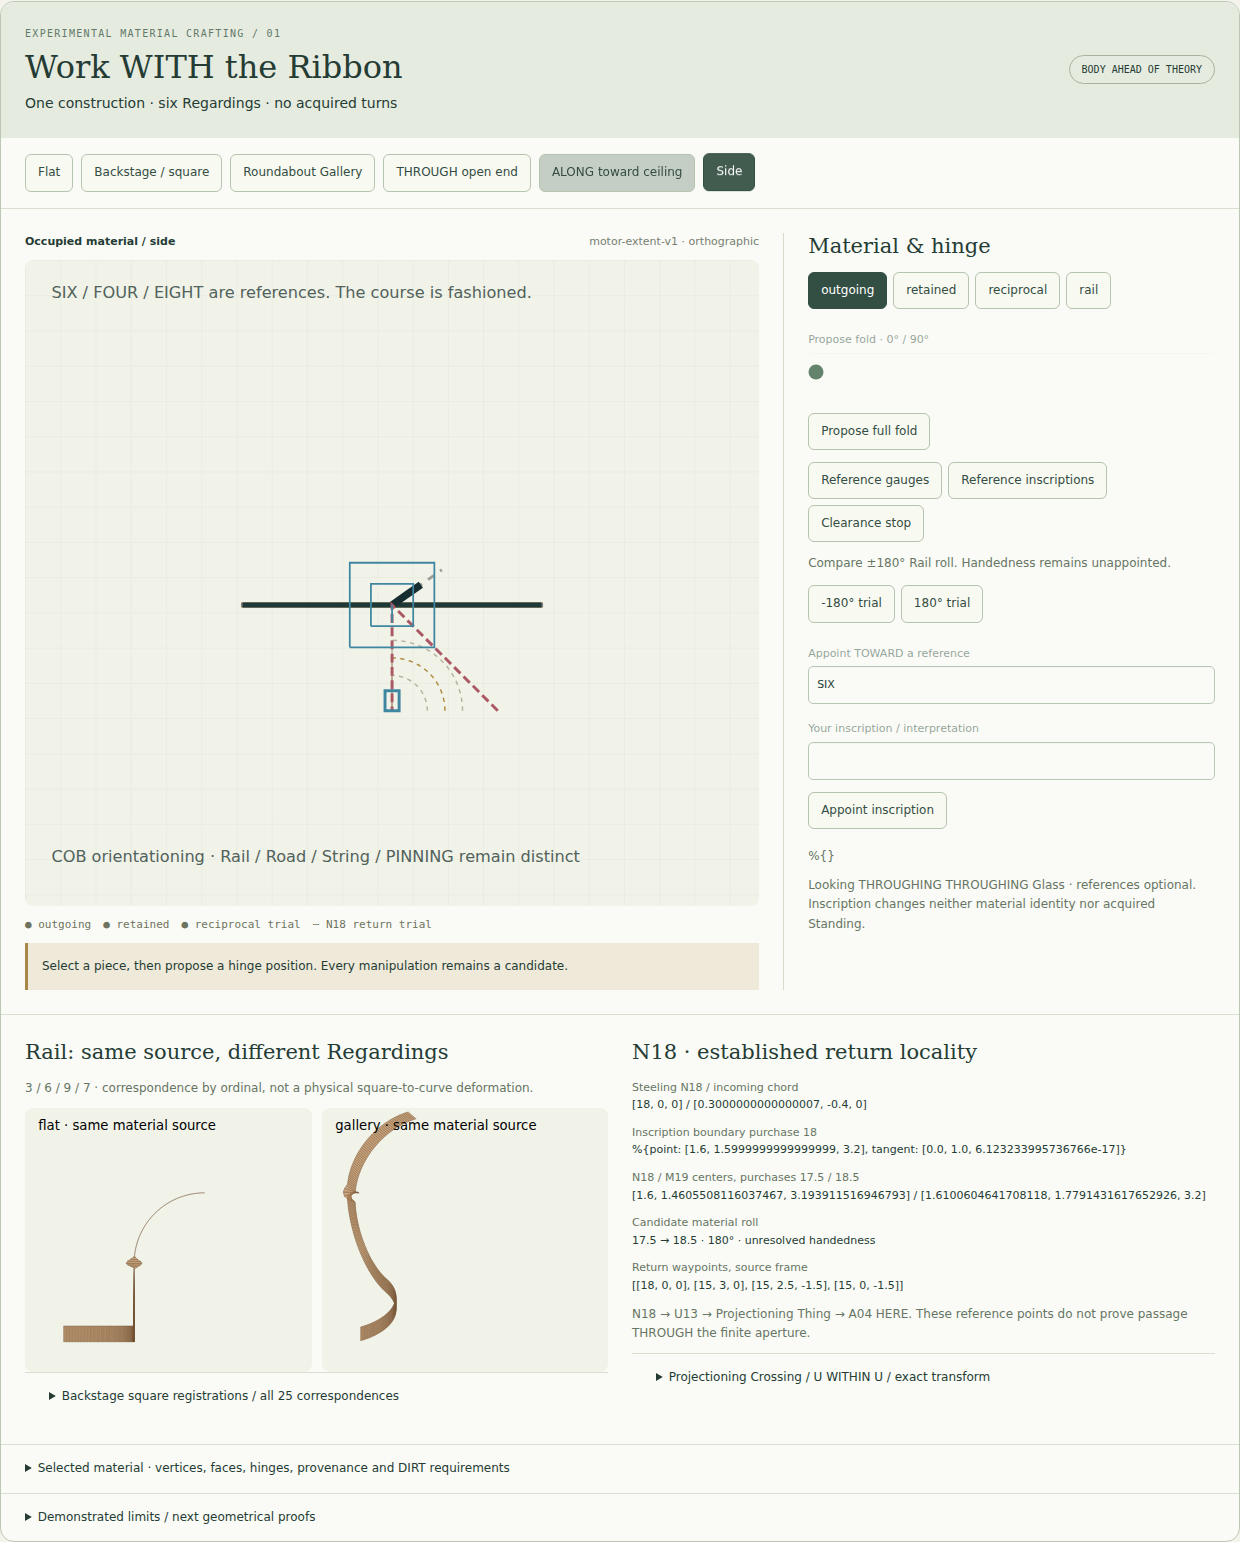 EXPERIMENTAL MATERIAL CRAFTING / 01
Work WITH the Ribbon
One construction · six Regardings · no acquired turns
BODY AHEAD OF THEORY
Flat
Backstage / square
Roundabout Gallery
THROUGH open end
ALONG toward ceiling
Side
Occupied material / side
motor-extent-v1 · orthographic
SIX / FOUR / EIGHT are references. The course is fashioned.
COB orientationing · Rail / Road / String / PINNING remain distinct
● outgoing ● retained ● reciprocal trial — N18 return trial
Select a piece, then propose a hinge position. Every manipulation remains a candidate.
Material & hinge
outgoing
retained
reciprocal
rail
Propose fold · 0° / 90°
Propose full fold
Reference gauges
Reference inscriptions
Clearance stop
Compare ±180° Rail roll. Handedness remains unappointed.
-180° trial
180° trial
Appoint TOWARD a reference
SIX
Your inscription / interpretation
Appoint inscription
%{}
Looking THROUGHING THROUGHING Glass · references optional.
Inscription changes neither material identity nor acquired
Standing.
Rail: same source, different Regardings
3 / 6 / 9 / 7 · correspondence by ordinal, not a physical square-to-curve deformation.
flat · same material source
gallery · same material source
▶ Backstage square registrations / all 25 correspondences
N18 · established return locality
Steeling N18 / incoming chord
[18, 0, 0] / [0.3000000000000007, -0.4, 0]
Inscription boundary purchase 18
%{point: [1.6, 1.5999999999999999, 3.2], tangent: [0.0, 1.0, 6.123233995736766e-17]}
N18 / M19 centers, purchases 17.5 / 18.5
[1.6, 1.4605508116037467, 3.193911516946793] / [1.6100604641708118, 1.7791431617652926, 3.2]
Candidate material roll
17.5 → 18.5 · 180° · unresolved handedness
Return waypoints, source frame
[[18, 0, 0], [15, 3, 0], [15, 2.5, -1.5], [15, 0, -1.5]]
N18 → U13 → Projectioning Thing → A04 HERE. These reference points do not prove passage
THROUGH the finite aperture.
▶ Projectioning Crossing / U WITHIN U / exact transform
▶ Selected material · vertices, faces, hinges, provenance and DIRT requirements
▶ Demonstrated limits / next geometrical proofs